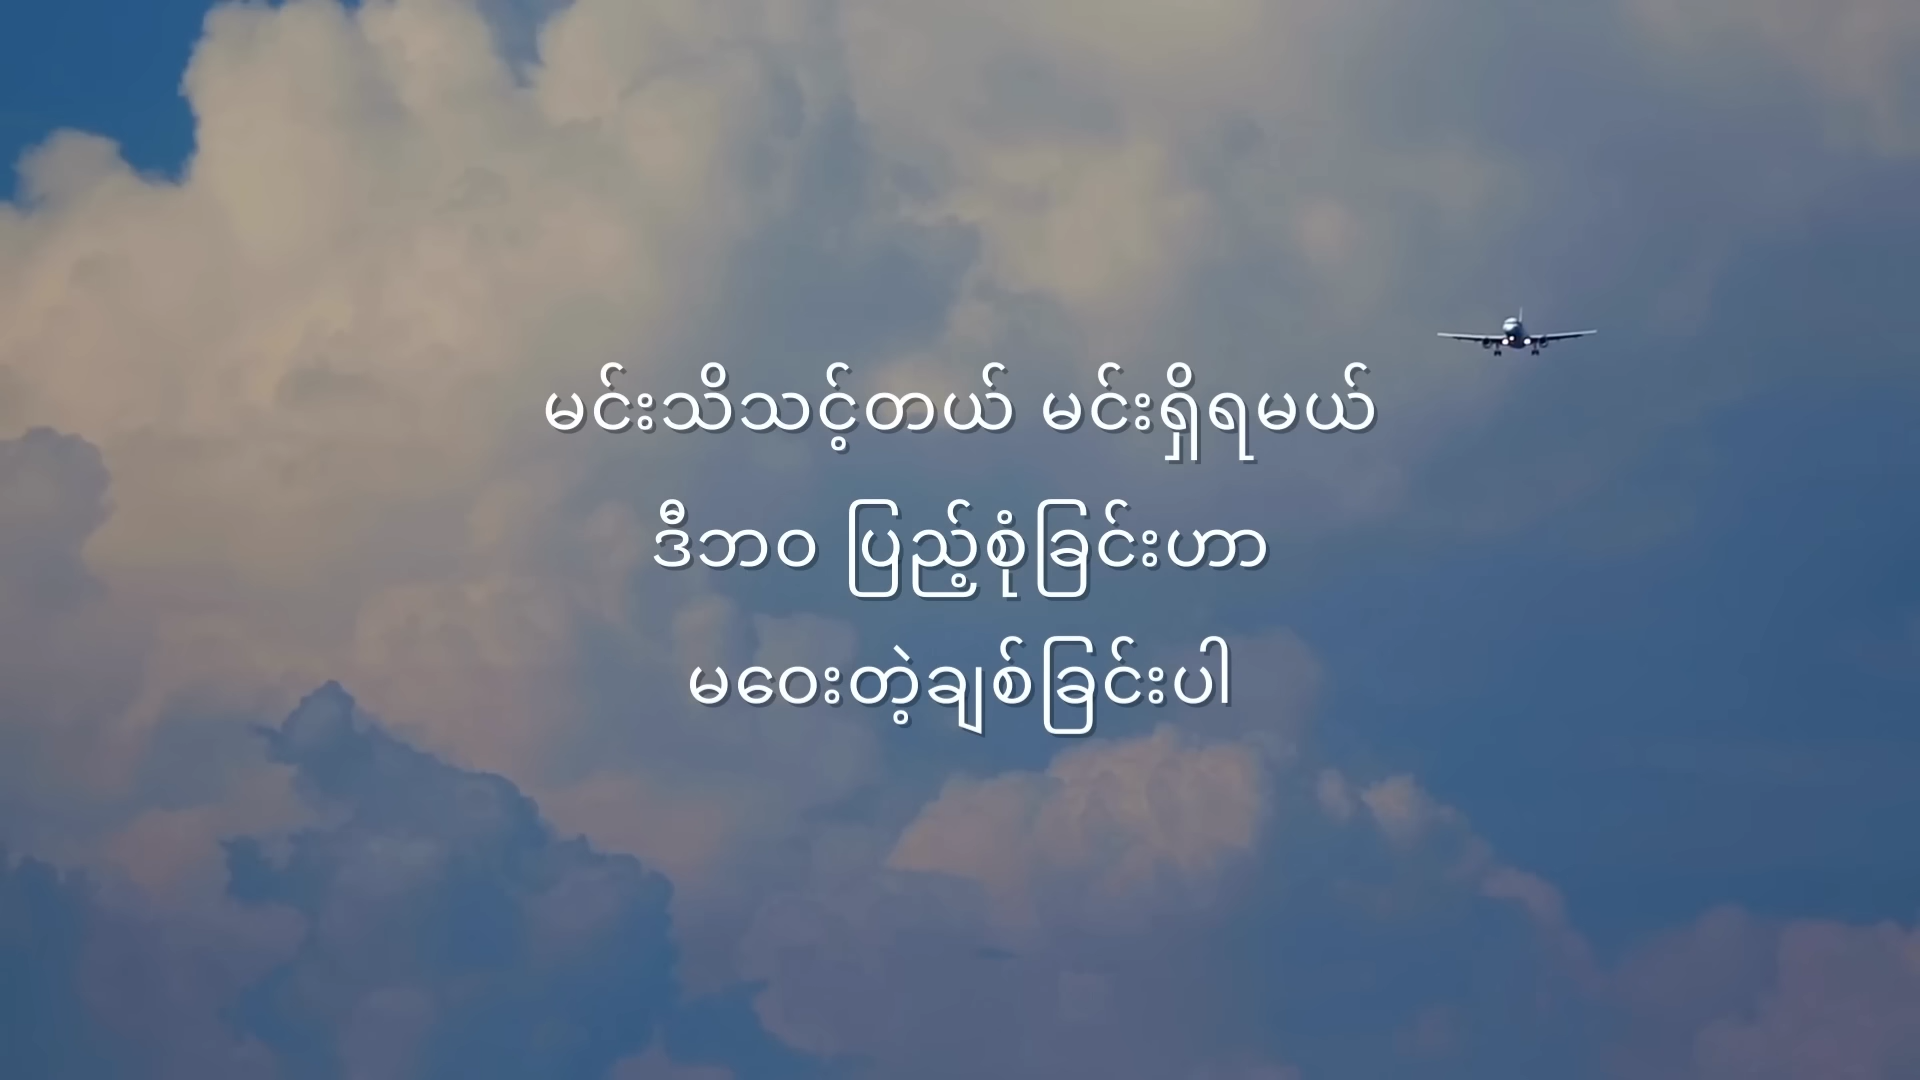 မင်းသိသင့်တယ် မင်းရှိရမယ်
ဒီဘဝ ပြည့်စုံခြင်းဟာ
မဝေးတဲ့ချစ်ခြင်းပါ